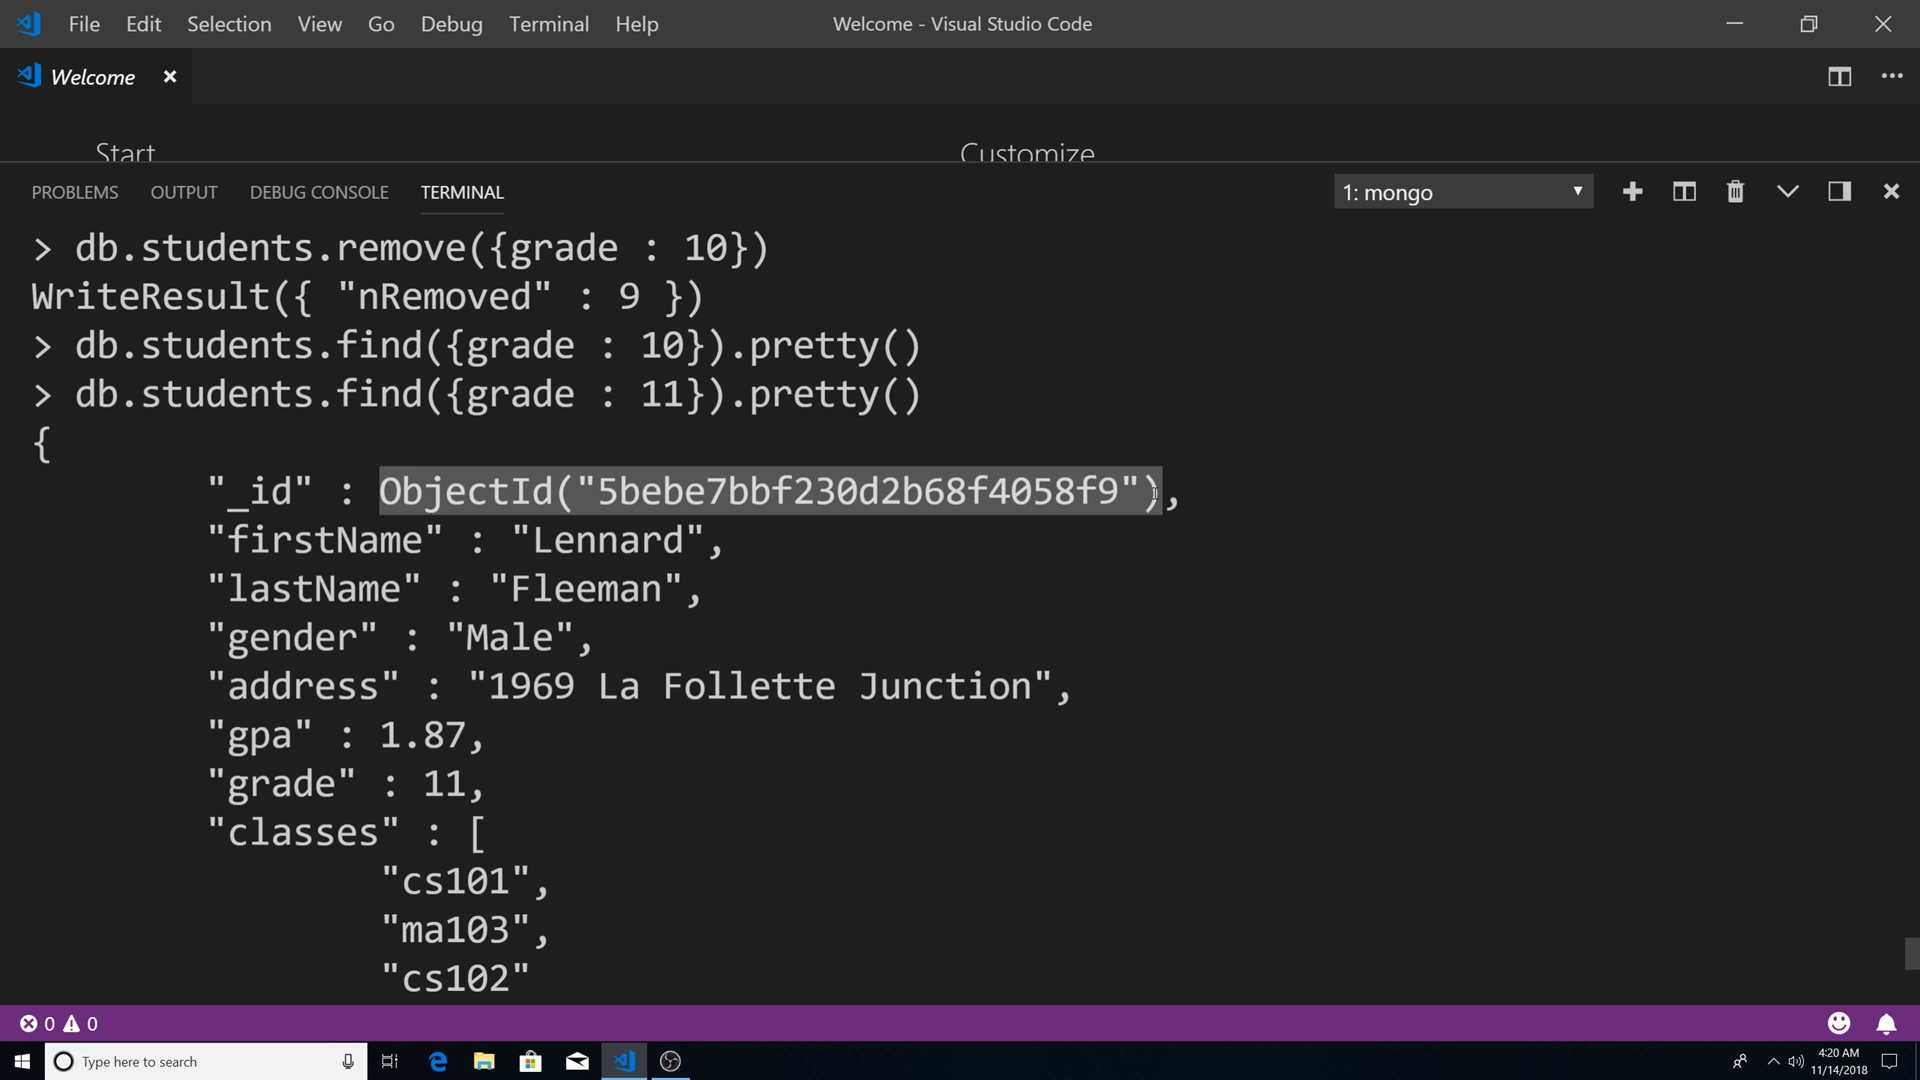 File Edit Selection View Go Debug Terminal Help Welcome - Visual Studio Code
Welcome
Start Customize
PROBLEMS OUTPUT DEBUG CONSOLE TERMINAL 1: mongo
> db.students.remove({grade : 10})
WriteResult({ "nRemoved" : 9 })
> db.students.find({grade : 10}).pretty()
> db.students.find({grade : 11}).pretty()
{
"_id" : ObjectId("5bebe7bbf230d2b68f4058f9"),
"firstName" : "Lennard",
"lastName" : "Fleeman",
"gender" : "Male",
"address" : "1969 La Follette Junction",
"gpa" : 1.87,
"grade" : 11,
"classes" : [
"cs101",
"ma103",
"cs102"
0 0
Type here to search
4:20 AM
11/14/2018